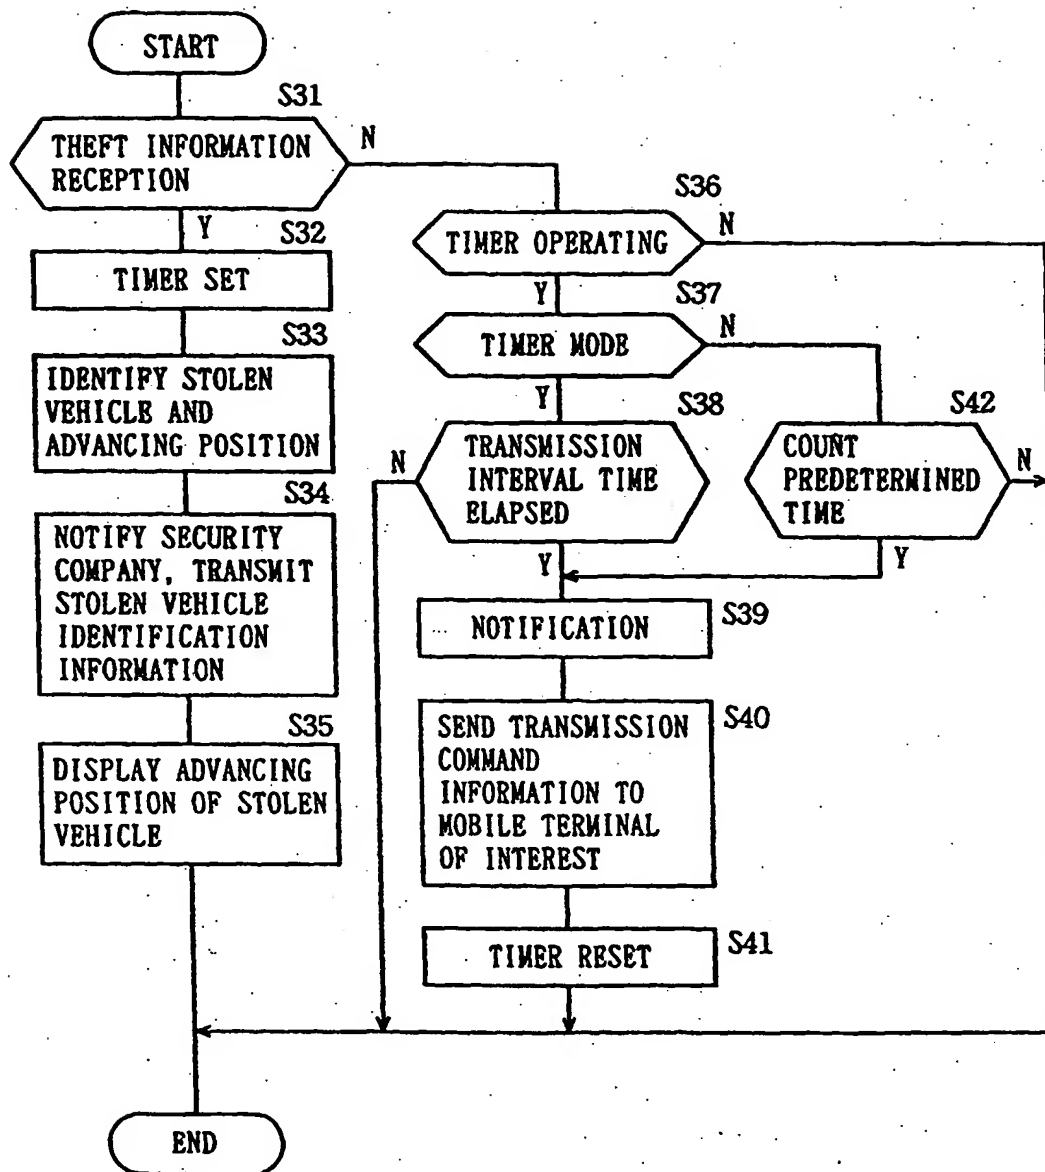 START
S31
THEFT INFORMATION
RECEPTION
N
Y
S32
TIMER SET
S33
IDENTIFY STOLEN
VEHICLE AND
ADVANCING POSITION
S34
NOTIFY SECURITY
COMPANY, TRANSMIT
STOLEN VEHICLE
IDENTIFICATION
INFORMATION
S35
DISPLAY ADVANCING
POSITION OF STOLEN
VEHICLE
S36
TIMER OPERATING
N
Y
S37
TIMER MODE
N
Y
S38
TRANSMISSION
INTERVAL TIME
ELAPSED
N
Y
S42
COUNT
PREDETERMINED
TIME
N
Y
NOTIFICATION
S39
SEND TRANSMISSION
COMMAND
INFORMATION TO
MOBILE TERMINAL
OF INTEREST
S40
TIMER RESET
S41
END